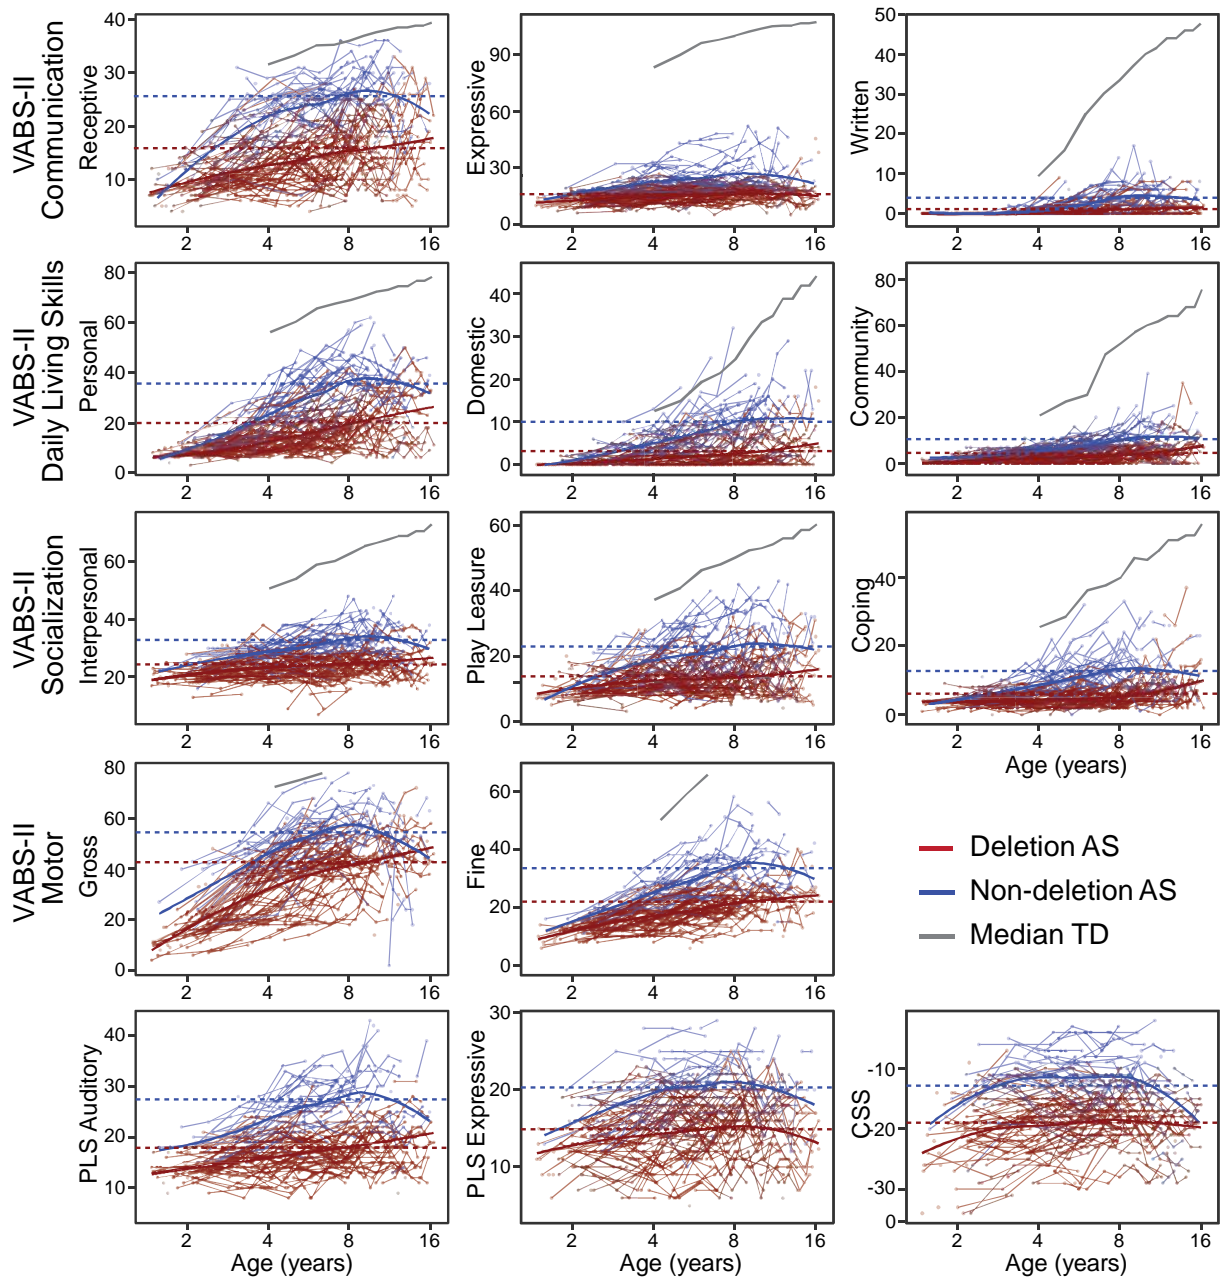 VABS-II
Communication
Receptive
40
30
20
10
2 4 8 16
Expressive
90
60
30
0
2 4 8 16
Written
50
40
30
20
10
0
2 4 8 16
VABS-II
Daily Living Skills
Personal
80
60
40
20
0
2 4 8 16
Domestic
40
30
20
10
0
2 4 8 16
Community
80
60
40
20
0
2 4 8 16
VABS-II
Socialization
Interpersonal
60
40
20
2 4 8 16
Play Leasure
60
40
20
0
2 4 8 16
Coping
40
20
0
2 4 8 16
Age (years)
VABS-II
Motor
Gross
80
60
40
20
0
2 4 8 16
Fine
60
40
20
0
2 4 8 16
Deletion AS
Non-deletion AS
Median TD
PLS Auditory
40
30
20
10
2 4 8 16
Age (years)
PLS Expressive
30
20
10
2 4 8 16
Age (years)
CSS
-10
-20
-30
0
2 4 8 16
Age (years)